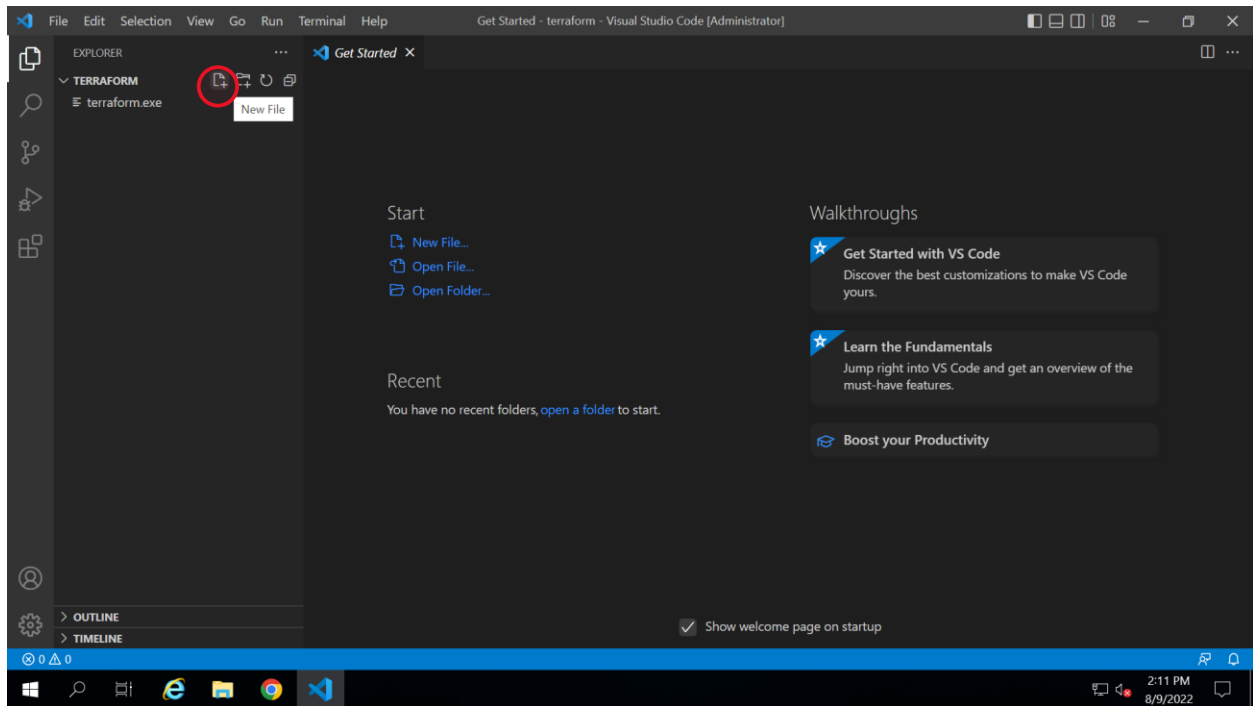 File Edit Selection View Go Run Terminal Help
Get Started - terraform - Visual Studio Code [Administrator]
EXPLORER
Get Started
TERRAFORM
terraform.exe
New File
Start
New File...
Open File...
Open Folder...
Recent
You have no recent folders, open a folder to start.
Walkthroughs
Get Started with VS Code
Discover the best customizations to make VS Code
yours.
Learn the Fundamentals
Jump right into VS Code and get an overview of the
must-have features.
Boost your Productivity
OUTLINE
TIMELINE
Show welcome page on startup
0 0
2:11 PM
8/9/2022